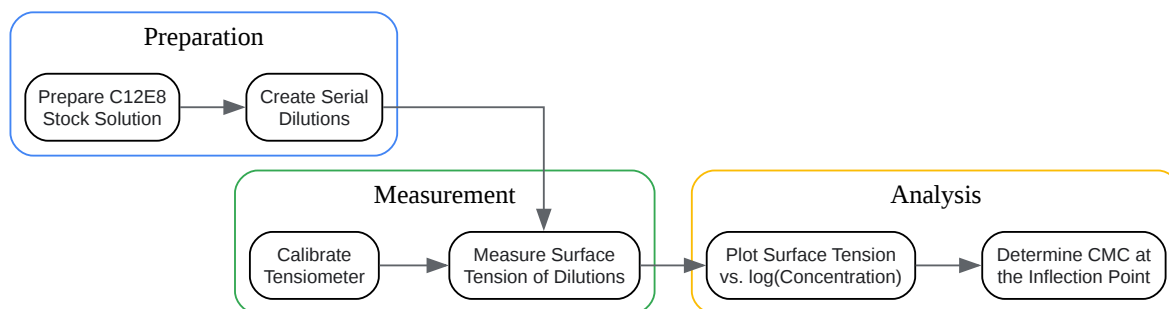 Preparation
Prepare C12E8
Stock Solution
Create Serial
Dilutions
Measurement
Calibrate
Tensiometer
Measure Surface
Tension of Dilutions
Analysis
Plot Surface Tension
vs. log(Concentration)
Determine CMC at
the Inflection Point